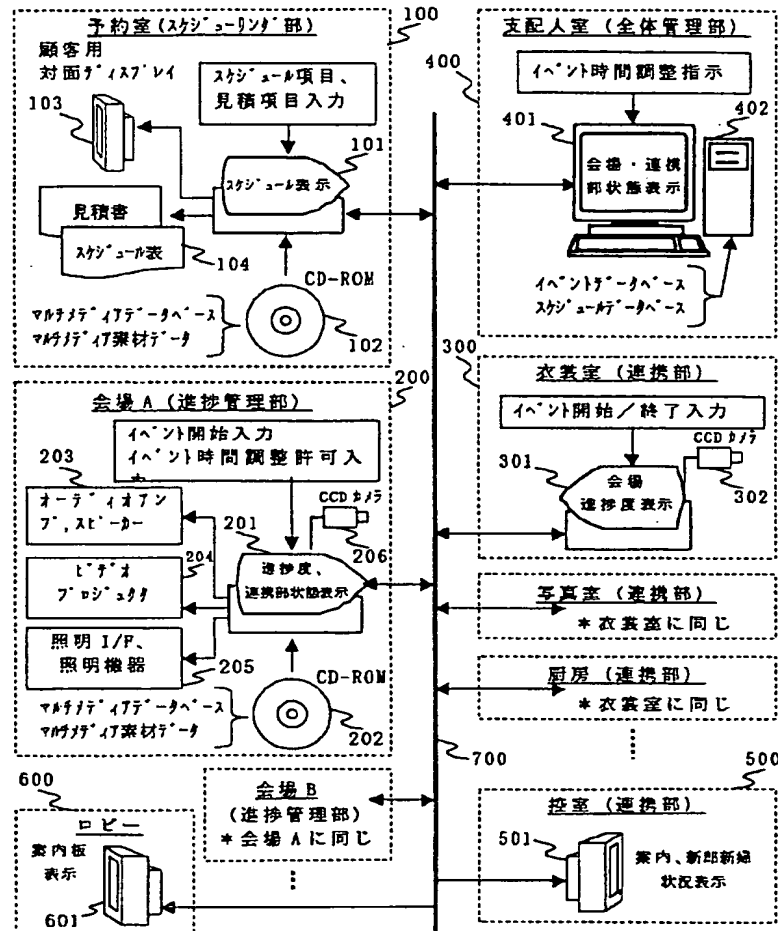 予約室(スケジューリング部)
100
顧客用
対面ディスプレイ
103
スケジュール項目、
見積項目入力
101
スケジュール表示
見積書
スケジュール表
104
CD-ROM
マルチメディアデータベース
マルチメディア素材データ
102
支配人室(全体管理部)
400
イベント時間調整指示
401
402
会場・連携
部状態表示
イベントデータベース
スケジュールデータベース
会場A(進捗管理部)
200
イベント開始入力
イベント時間調整許可入
203
オーディオアン
プ,スピーカー
201
CCDカメラ
206
204
ビデオ
プロジェクタ
進捗度、
連携部状態表示
照明I/F、
照明機器
205
CD-ROM
マルチメディアデータベース
マルチメディア素材データ
202
300
衣裳室(連携部)
イベント開始/終了入力
CCDカメラ
301
302
会場
進捗度表示
写真室(連携部)
*衣裳室に同じ
厨房(連携部)
*衣裳室に同じ
700
600
会場B
(進捗管理部)
*会場Aに同じ
ロビー
案内板
表示
601
500
控室(連携部)
501
案内、新郎新婦
状況表示